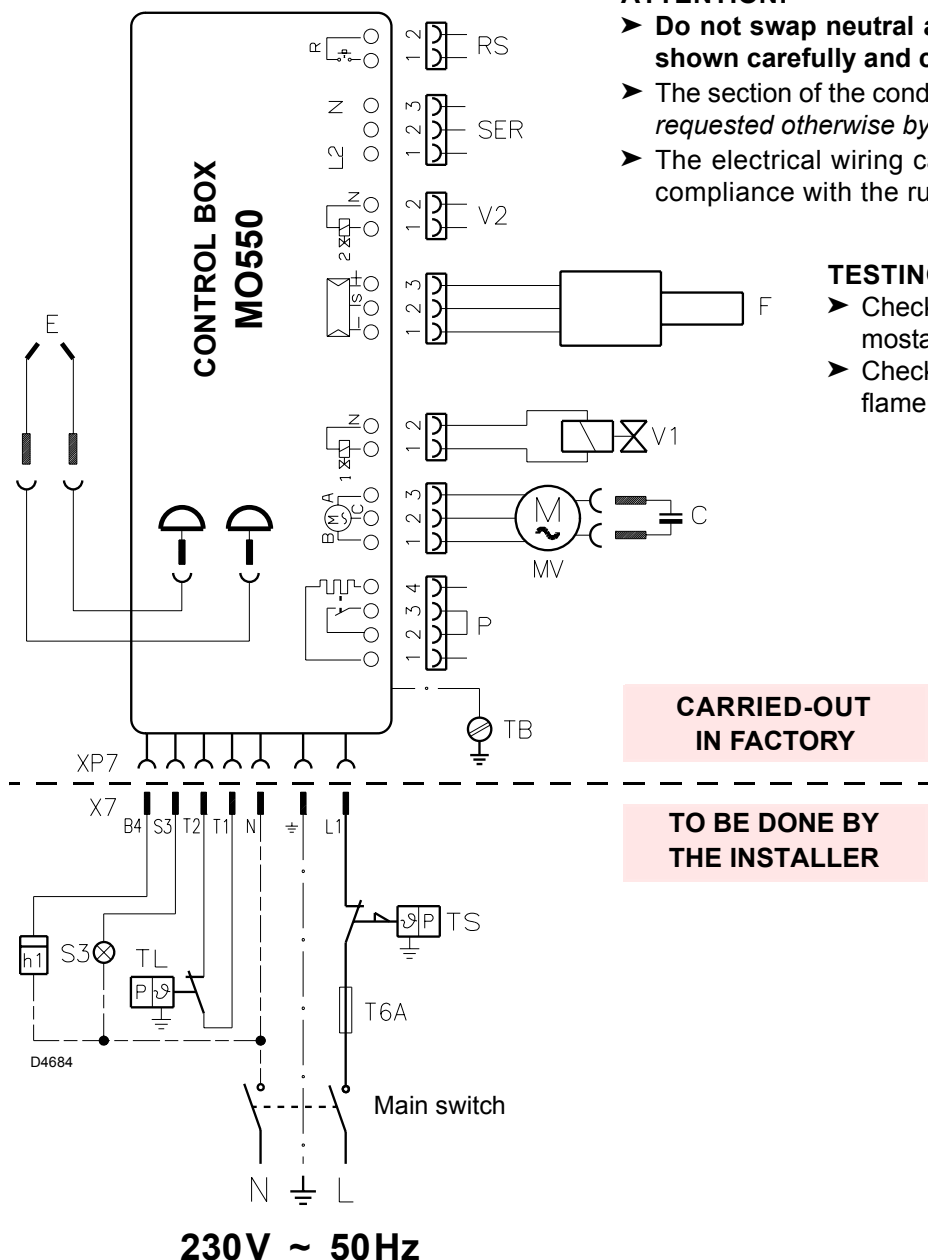 ATTENTION:
➤ Do not swap neutral a
shown carefully and c
➤ The section of the cond
requested otherwise by
➤ The electrical wiring ca
compliance with the ru
TESTING
➤ Check
mosta
➤ Check
flame
CONTROL BOX
MO550
R
2
1
RS
N
L2
3
2
1
SER
N
2
2
1
V2
+
S
–
3
2
1
F
E
N
1
2
1
V1
A
M
C
B
3
2
1
M
MV
C
4
3
2
1
P
TB
CARRIED-OUT
IN FACTORY
XP7
X7
B4 S3 T2 T1 N L1
TO BE DONE BY
THE INSTALLER
h1
S3
TL
P ϑ
ϑ P
TS
T6A
D4684
Main switch
N L
230V ~ 50Hz